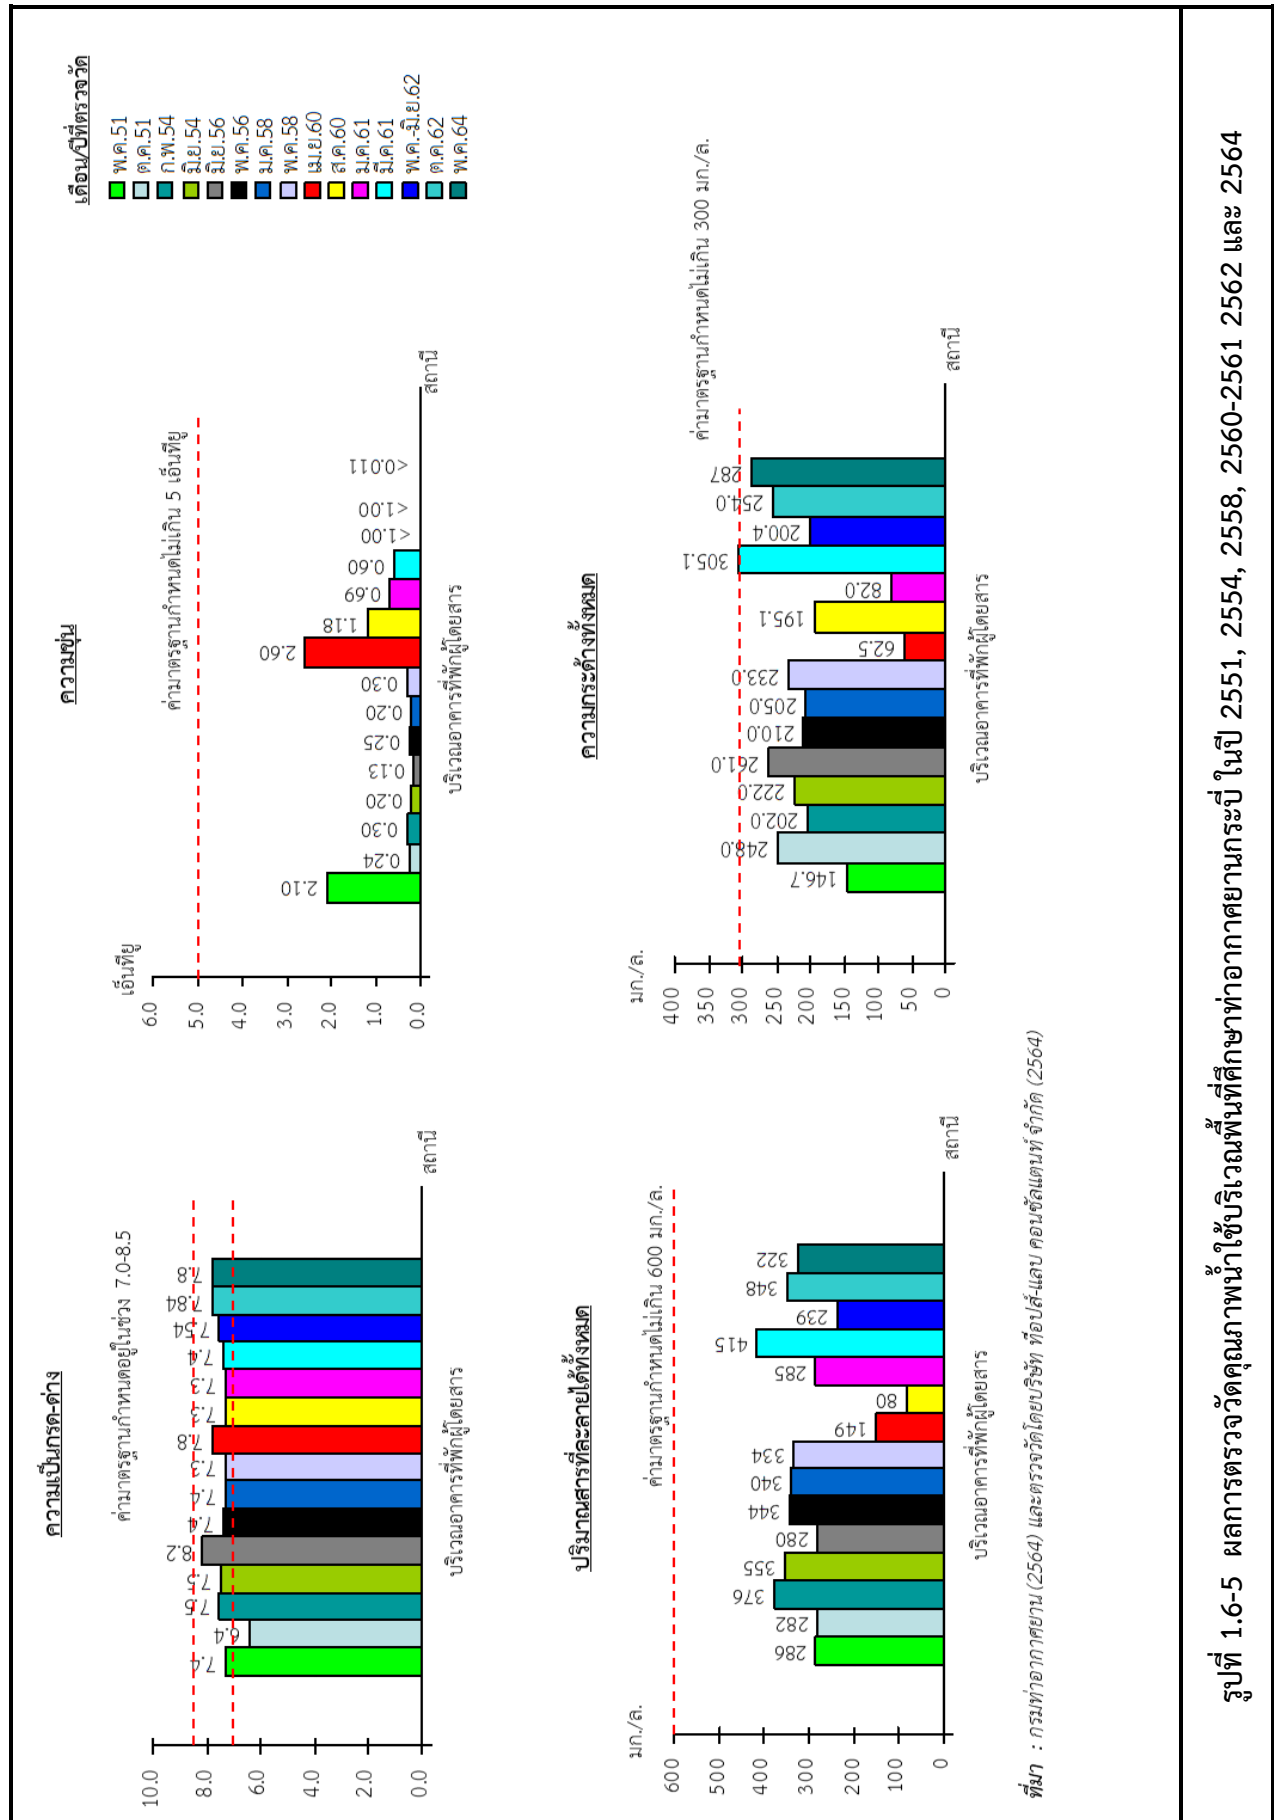 เดือน/ปีที่ตรวจวัด
พ.ค.51
ต.ค.51
ก.พ.54
มิ.ย.54
มิ.ย.56
พ.ค.56
ม.ค.58
พ.ค.58
เม.ย.60
ส.ค.60
ม.ค.61
มี.ค.61
พ.ค.-มิ.ย.62
ต.ค.62
พ.ค.64
ความเป็นกรด-ด่าง
ค่ามาตรฐานกำหนดอยู่ในช่วง 7.0-8.5
10.0
8.0
6.0
4.0
2.0
0.0
7.4
6.4
7.5
7.5
8.2
7.4
7.4
7.3
7.8
7.3
7.3
7.4
7.54
7.84
7.8
สถานี
บริเวณอาคารที่พักผู้โดยสาร
ความขุ่น
เอ็นทียู
ค่ามาตรฐานกำหนดไม่เกิน 5 เอ็นทียู
6.0
5.0
4.0
3.0
2.0
1.0
0.0
2.10
0.24
0.30
0.20
0.13
0.25
0.20
0.30
2.60
1.18
0.69
0.60
<1.00
<1.00
<0.011
สถานี
บริเวณอาคารที่พักผู้โดยสาร
ปริมาณสารที่ละลายได้ทั้งหมด
มก./ล.
ค่ามาตรฐานกำหนดไม่เกิน 600 มก./ล.
600
500
400
300
200
100
0
286
282
376
355
280
344
340
334
149
80
285
415
239
348
322
สถานี
บริเวณอาคารที่พักผู้โดยสาร
ความกระด้างทั้งหมด
มก./ล.
ค่ามาตรฐานกำหนดไม่เกิน 300 มก./ล.
400
350
300
250
200
150
100
50
0
146.7
248.0
202.0
222.0
261.0
210.0
205.0
233.0
62.5
195.1
82.0
305.1
200.4
254.0
287
สถานี
บริเวณอาคารที่พักผู้โดยสาร
ที่มา : กรมท่าอากาศยาน (2564) และตรวจวัดโดยบริษัท ท็อปส์-แลบ คอนซัลแตนท์ จำกัด (2564)
รูปที่ 1.6-5 ผลการตรวจวัดคุณภาพน้ำใช้บริเวณพื้นที่ศึกษาท่าอากาศยานกระบี่ ในปี 2551, 2554, 2558, 2560-2561 2562 และ 2564